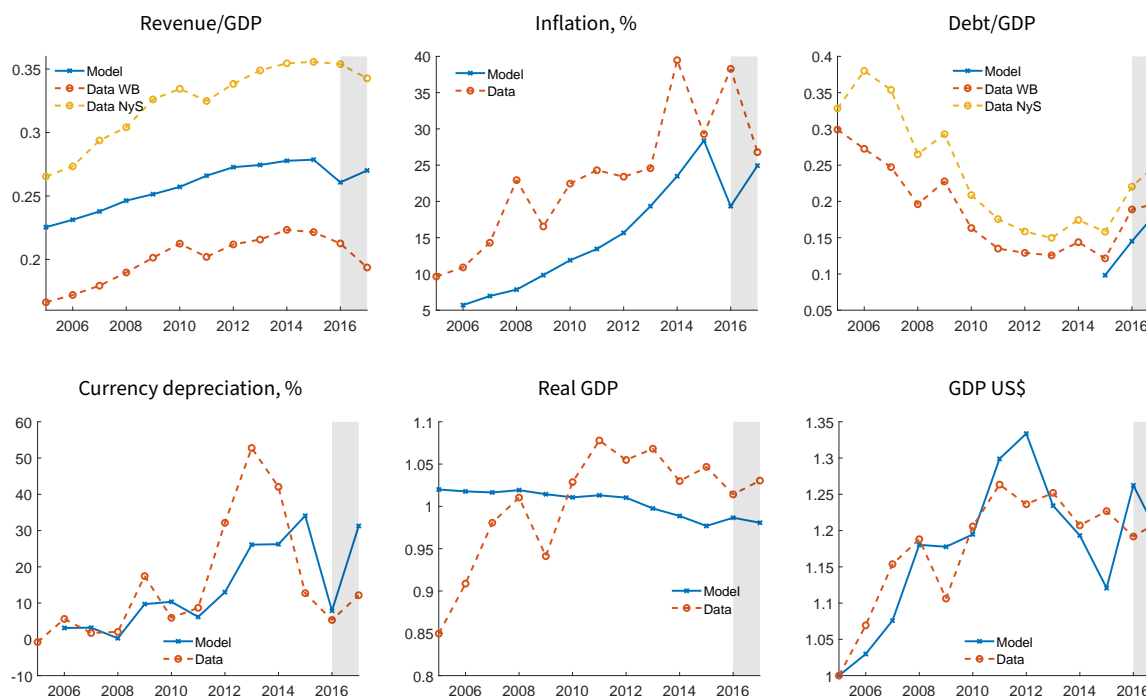 Revenue/GDP
Inflation, %
Debt/GDP
0.35
0.3
0.25
0.2
Model
Data WB
Data NyS
2006 2008 2010 2012 2014 2016
40
35
30
25
20
15
10
5
Model
Data
2006 2008 2010 2012 2014 2016
0.4
0.35
0.3
0.25
0.2
0.15
0.1
0.05
Model
Data WB
Data NyS
2006 2008 2010 2012 2014 2016
Currency depreciation, %
Real GDP
GDP US$
60
50
40
30
20
10
0
-10
Model
Data
2006 2008 2010 2012 2014 2016
1.1
1.05
1
0.95
0.9
0.85
0.8
Model
Data
2006 2008 2010 2012 2014 2016
1.35
1.3
1.25
1.2
1.15
1.1
1.05
1
Model
Data
2006 2008 2010 2012 2014 2016